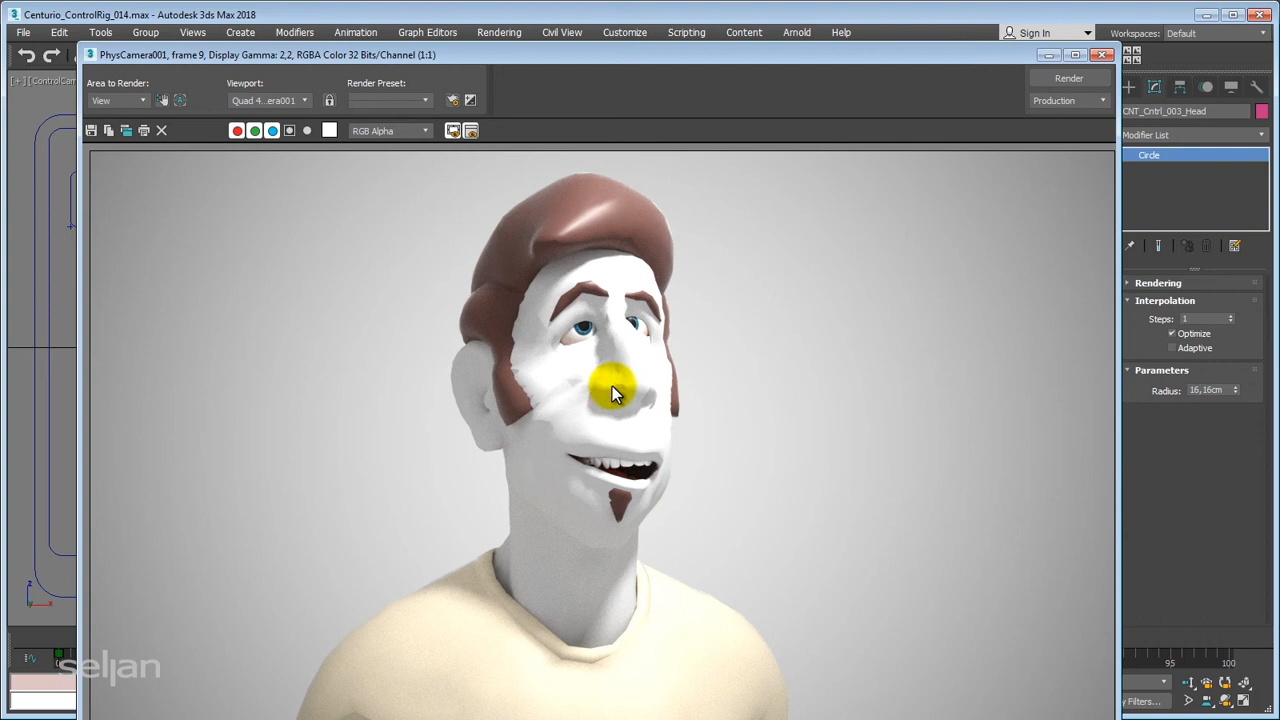 Centurio_ControlRig_014.max - Autodesk 3ds Max 2018
File Edit Tools Group Views Create Modifiers Animation Graph Editors Rendering Civil View Customize Scripting Content Arnold Help Sign In Workspaces: Default
PhysCamera001, frame 9, Display Gamma: 2,2, RGBA Color 32 Bits/Channel (1:1)
Area to Render: Viewport: Render Preset: Render
View Quad 4...era001 Production
RGB Alpha
[+] [ControlCam
CNT_Cntrl_003_Head
Modifier List
Circle
Rendering
Interpolation
Steps: 1
Optimize
Adaptive
Parameters
Radius: 16,16cm
seljan
95 100
y Filters...